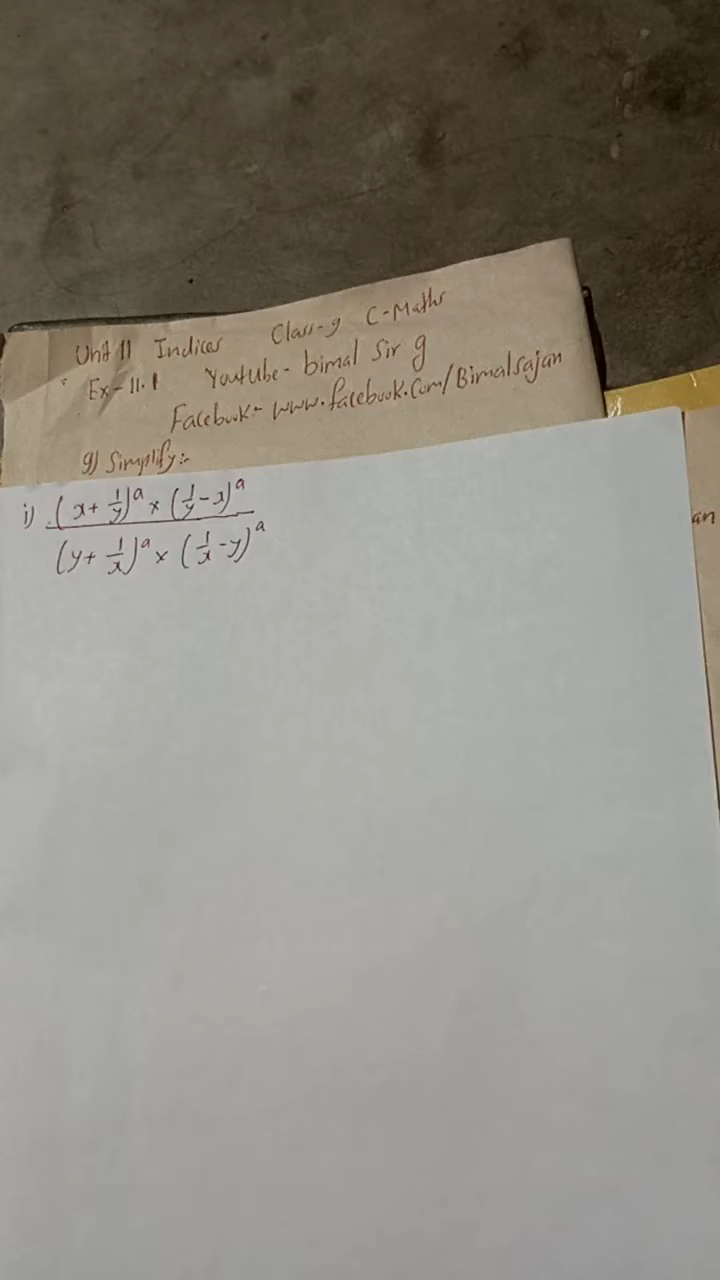 Unit 11 Indices Class-9 C-Maths
Ex-11.1 Youtube- bimal Sir g
Facebook:- www.facebook.com/Bimalsajan
g) Simplify:-
i) (x + 1/y)^a × (1/y - x)^a
(y + 1/x)^a × (1/x - y)^a
an